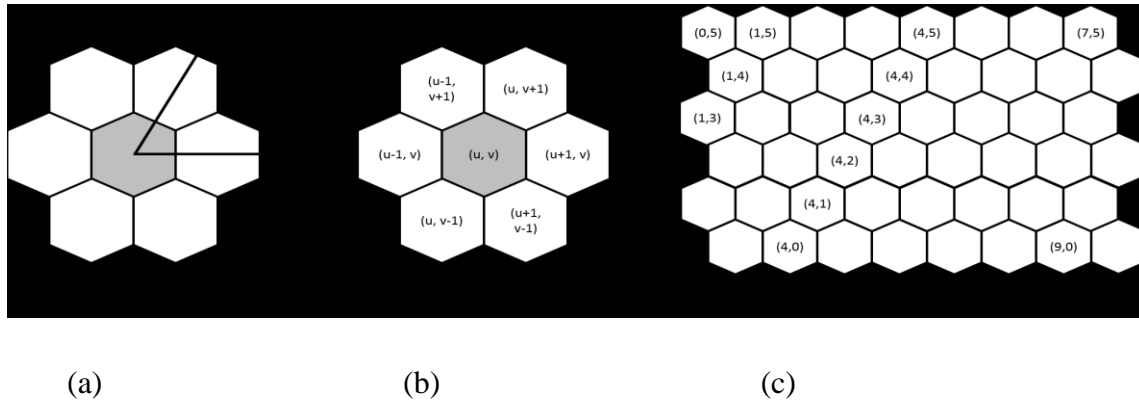 (u-1,
v+1)
(u, v+1)
(u-1, v)
(u, v)
(u+1, v)
(u, v-1)
(u+1,
v-1)
(0,5)
(1,5)
(4,5)
(7,5)
(1,4)
(4,4)
(1,3)
(4,3)
(4,2)
(4,1)
(4,0)
(9,0)
(a)
(b)
(c)